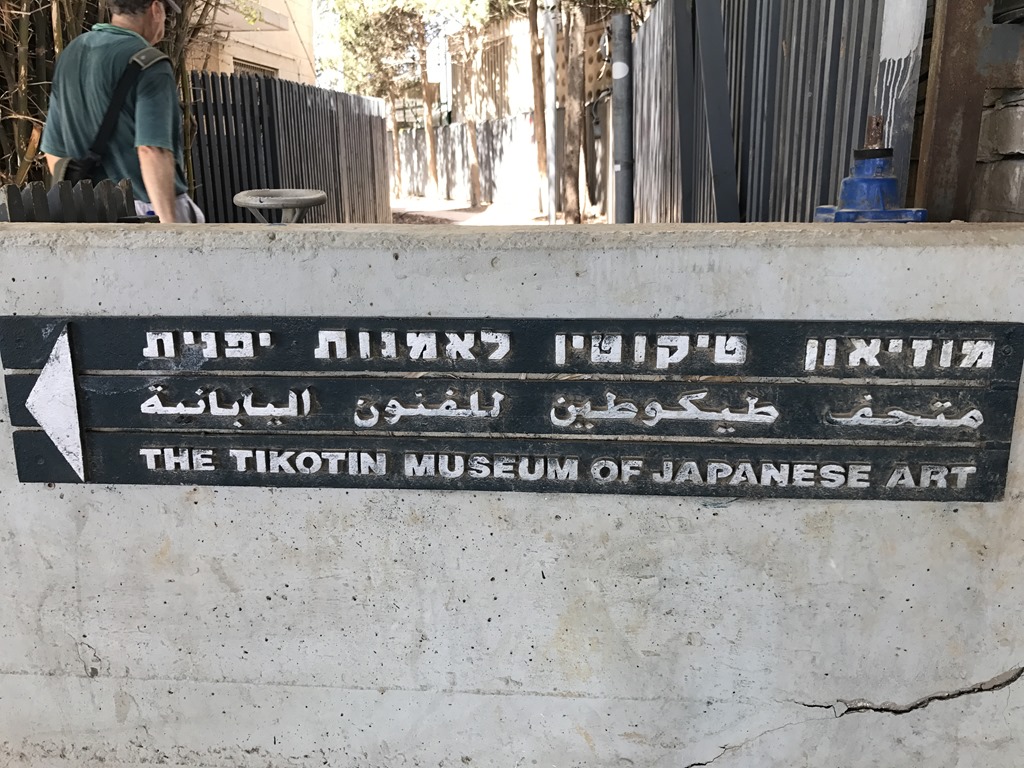 מוזיאון טיקוטין לאמנות יפנית
متحف طيكوطين للفنون اليابانية
THE TIKOTIN MUSEUM OF JAPANESE ART